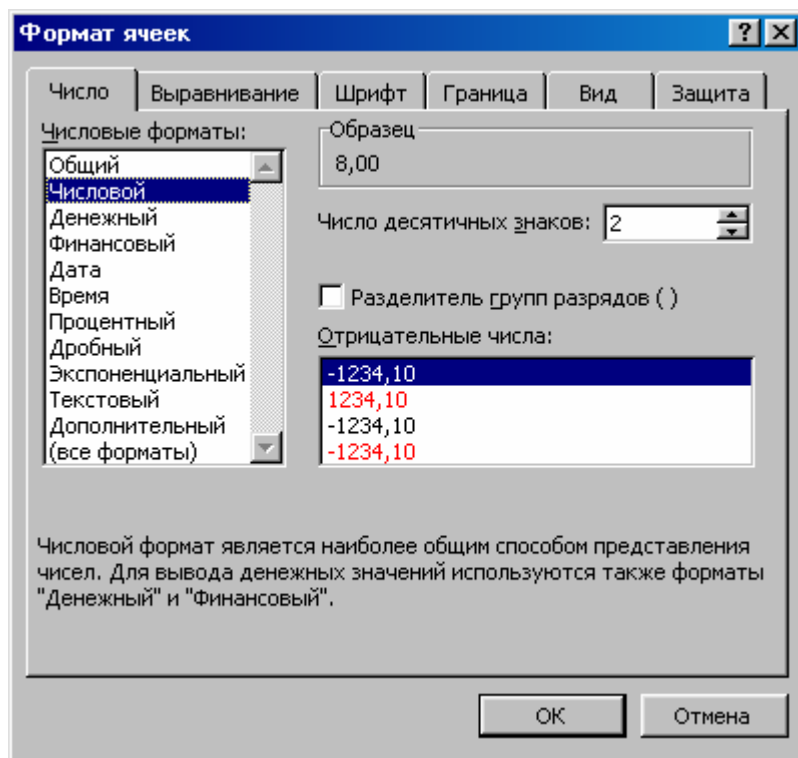 Формат ячеек
Число Выравнивание Шрифт Граница Вид Защита
Числовые форматы:
Общий
Числовой
Денежный
Финансовый
Дата
Время
Процентный
Дробный
Экспоненциальный
Текстовый
Дополнительный
(все форматы)
Образец
8,00
Число десятичных знаков: 2
Разделитель групп разрядов ( )
Отрицательные числа:
-1234,10
1234,10
-1234,10
-1234,10
Числовой формат является наиболее общим способом представления
чисел. Для вывода денежных значений используются также форматы
"Денежный" и "Финансовый".
ОК Отмена